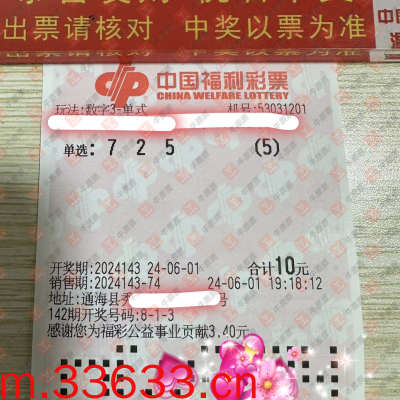 出票请核对 中奖以票为准
中国福利彩票
CHINA WELFARE LOTTERY
玩法:数字3-单式 机号:53031201
单选: 7 2 5 (5)
开奖期:2024143 24-06-01 合计10元
销售期:2024143-74 24-06-01 19:18:12
地址:通海县 号
142期开奖号码:8-1-3
感谢您为福彩公益事业贡献3.40元
m.33633.cn